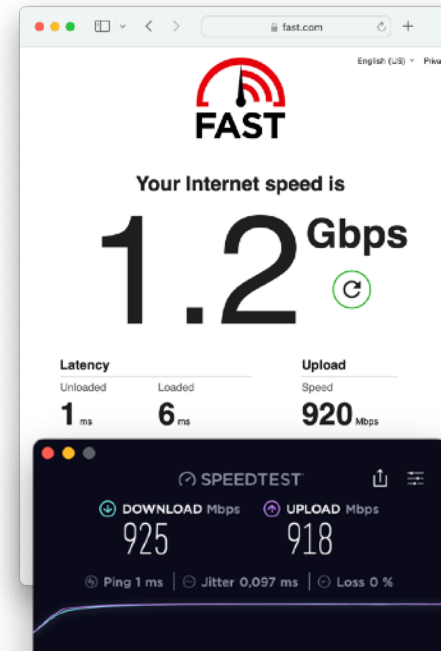 fast.com
English (US)
FAST
Your Internet speed is
1.2 Gbps
Latency
Upload
Unloaded
Loaded
Speed
1 ms
6 ms
920 Mbps
SPEEDTEST
DOWNLOAD Mbps
UPLOAD Mbps
925
918
Ping 1 ms
Jitter 0,097 ms
Loss 0 %